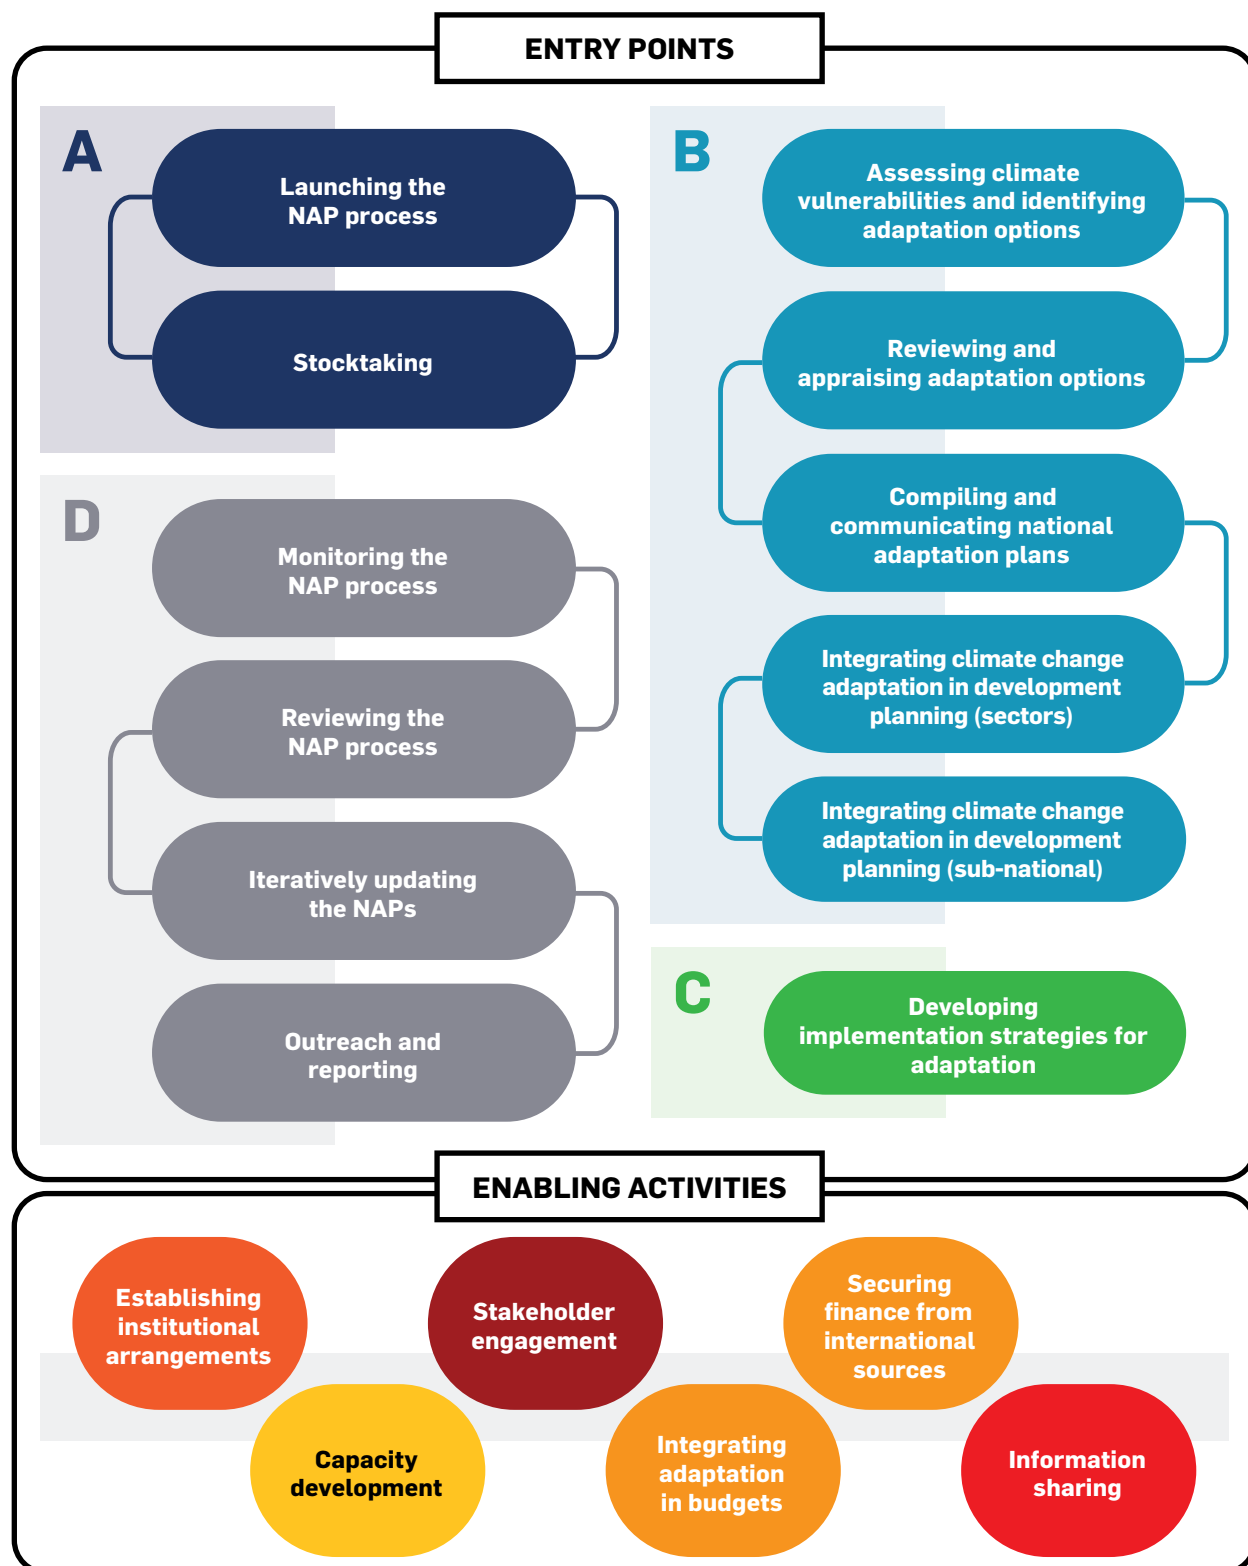 ENTRY POINTS
A
Launching the
NAP process
Stocktaking
B
Assessing climate
vulnerabilities and identifying
adaptation options
Reviewing and
appraising adaptation options
Compiling and
communicating national
adaptation plans
Integrating climate change
adaptation in development
planning (sectors)
Integrating climate change
adaptation in development
planning (sub-national)
C
Developing
implementation strategies for
adaptation
D
Monitoring the
NAP process
Reviewing the
NAP process
Iteratively updating
the NAPs
Outreach and
reporting
ENABLING ACTIVITIES
Establishing
institutional
arrangements
Capacity
development
Stakeholder
engagement
Integrating
adaptation
in budgets
Securing
finance from
international
sources
Information
sharing